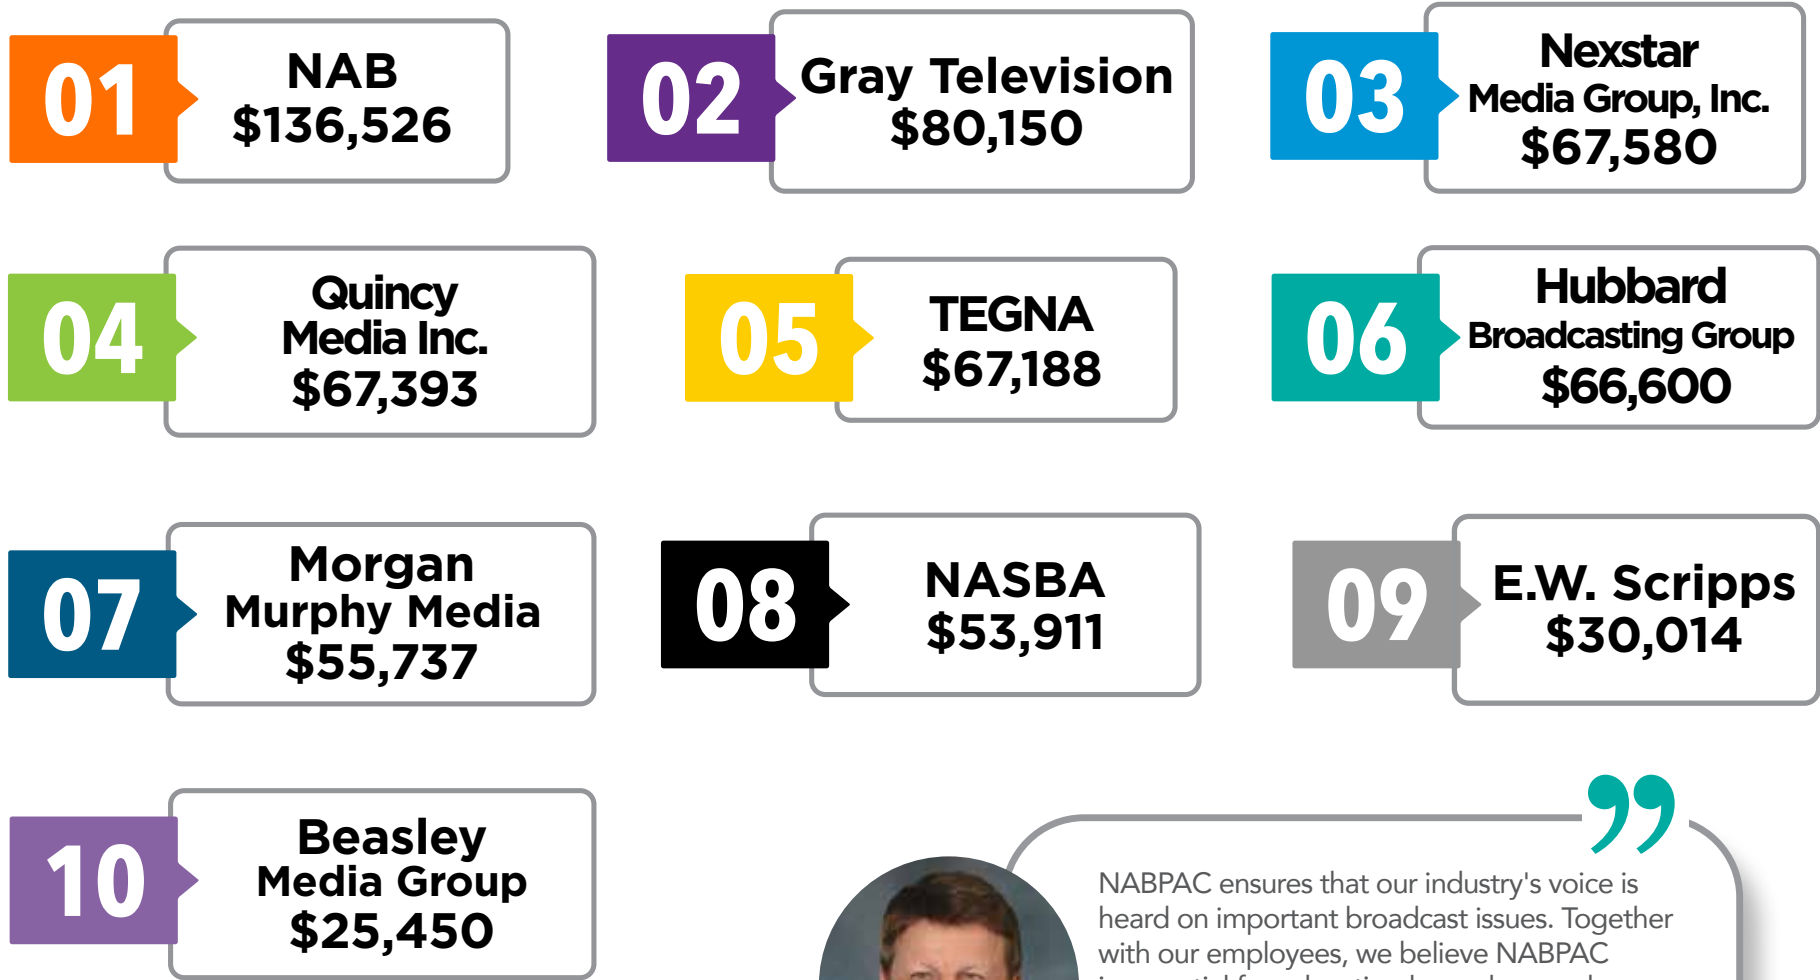 01
NAB
$136,526
02
Gray Television
$80,150
03
Nexstar
Media Group, Inc.
$67,580
04
Quincy
Media Inc.
$67,393
05
TEGNA
$67,188
06
Hubbard
Broadcasting Group
$66,600
07
Morgan
Murphy Media
$55,737
08
NASBA
$53,911
09
E.W. Scripps
$30,014
10
Beasley
Media Group
$25,450
”
NABPAC ensures that our industry's voice is
heard on important broadcast issues. Together
with our employees, we believe NABPAC